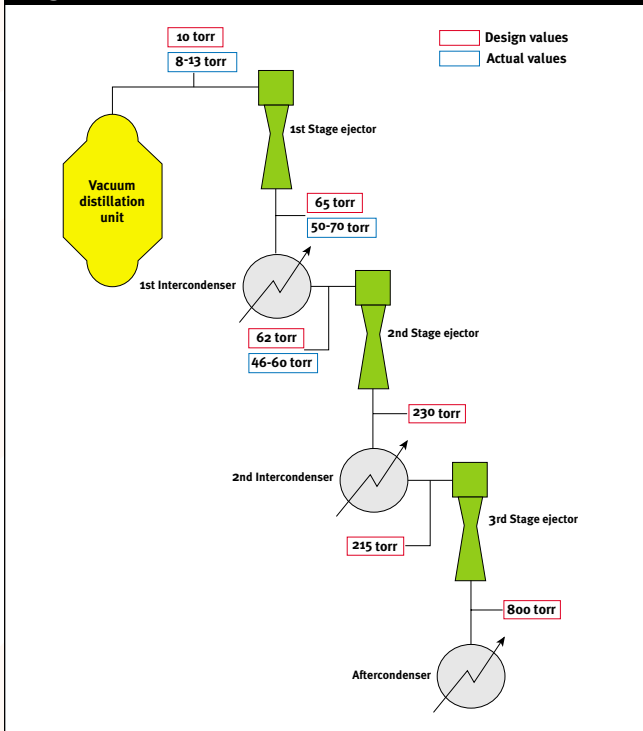 10 torr
8-13 torr
Design values
Actual values
1st Stage ejector
Vacuum
distillation
unit
65 torr
50-70 torr
1st Intercondenser
62 torr
46-60 torr
2nd Stage ejector
230 torr
2nd Intercondenser
3rd Stage ejector
215 torr
800 torr
Aftercondenser